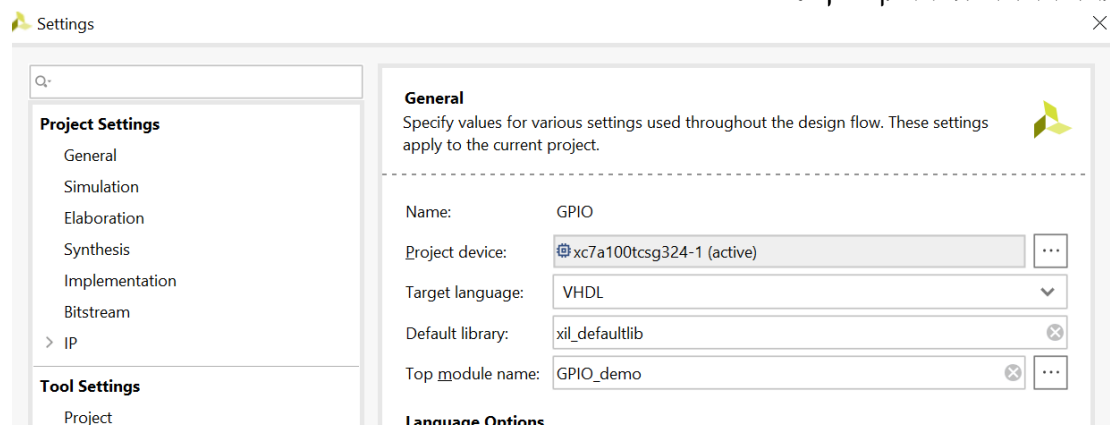 Settings
Project Settings
General
Simulation
Elaboration
Synthesis
Implementation
Bitstream
IP
Tool Settings
Project
General
Specify values for various settings used throughout the design flow. These settings
apply to the current project.
Name: GPIO
Project device: xc7a100tcsg324-1 (active)
Target language: VHDL
Default library: xil_defaultlib
Top module name: GPIO_demo
Language Options